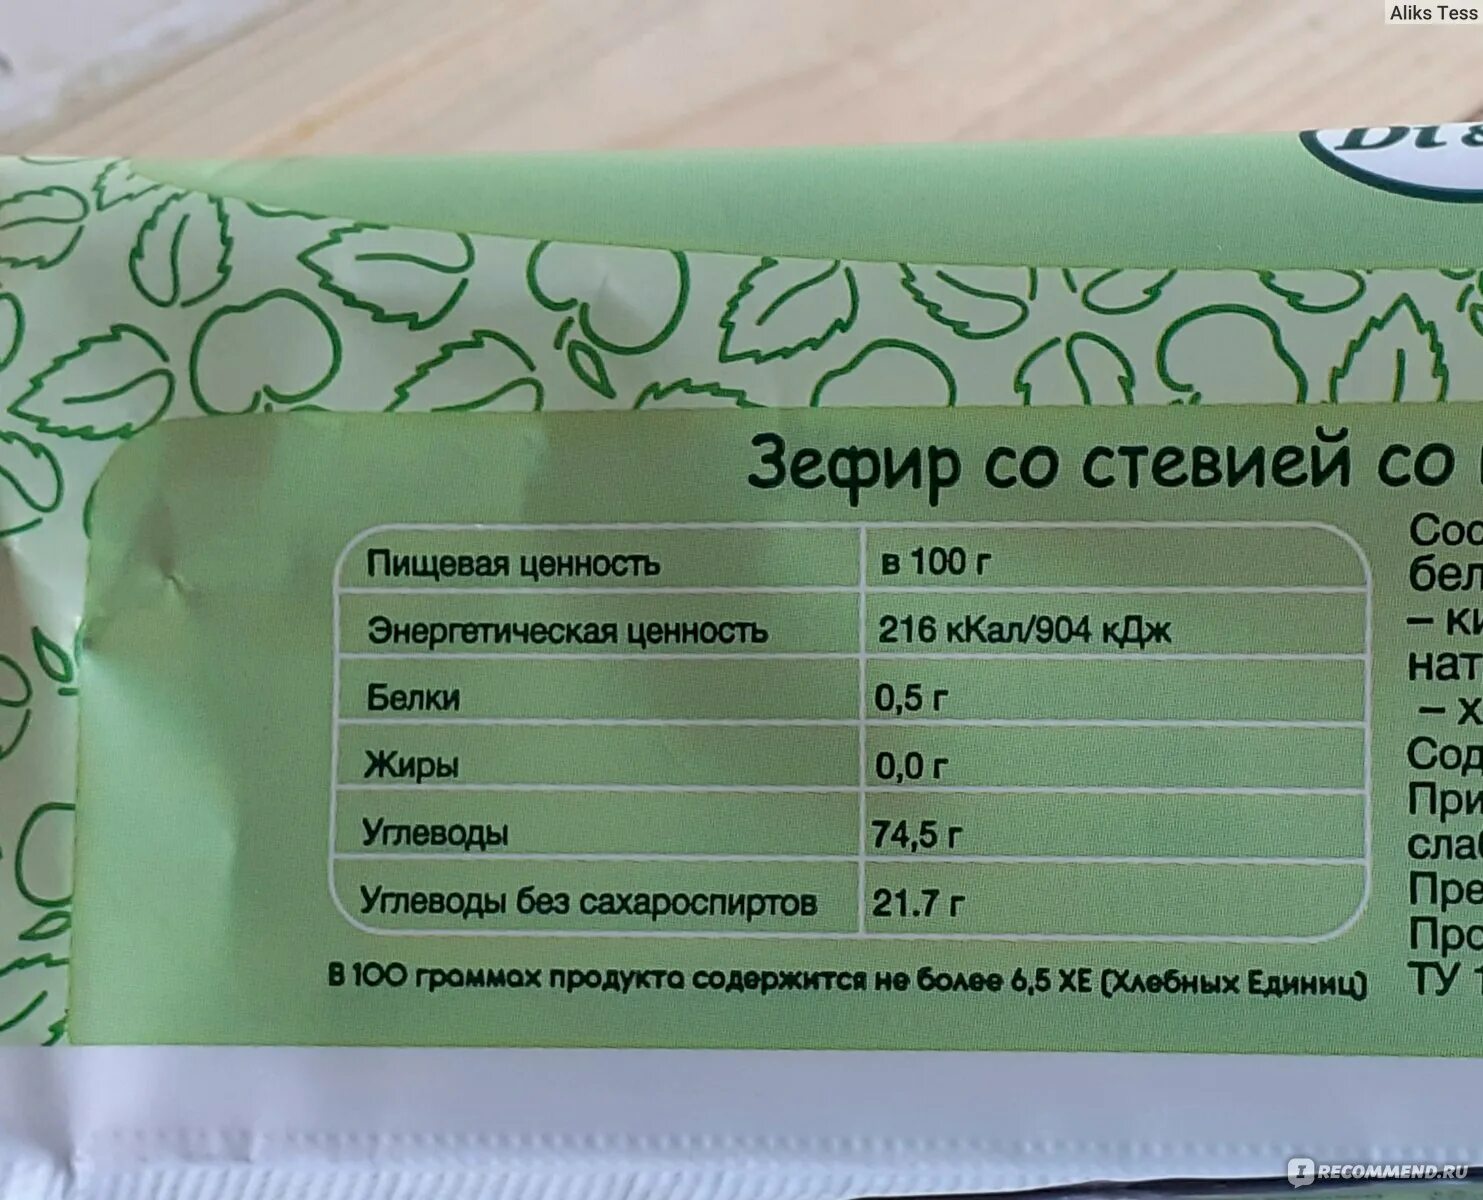 Aliks Tess
Зефир со стевией со
Пищевая ценность в 100 г
Энергетическая ценность 216 кКал/904 кДж
Белки 0,5 г
Жиры 0,0 г
Углеводы 74,5 г
Углеводы без сахароспиртов 21.7 г
В 100 граммах продукта содержится не более 6,5 ХЕ (Хлебных Единиц)
ТУ
IRECOMMEND.RU